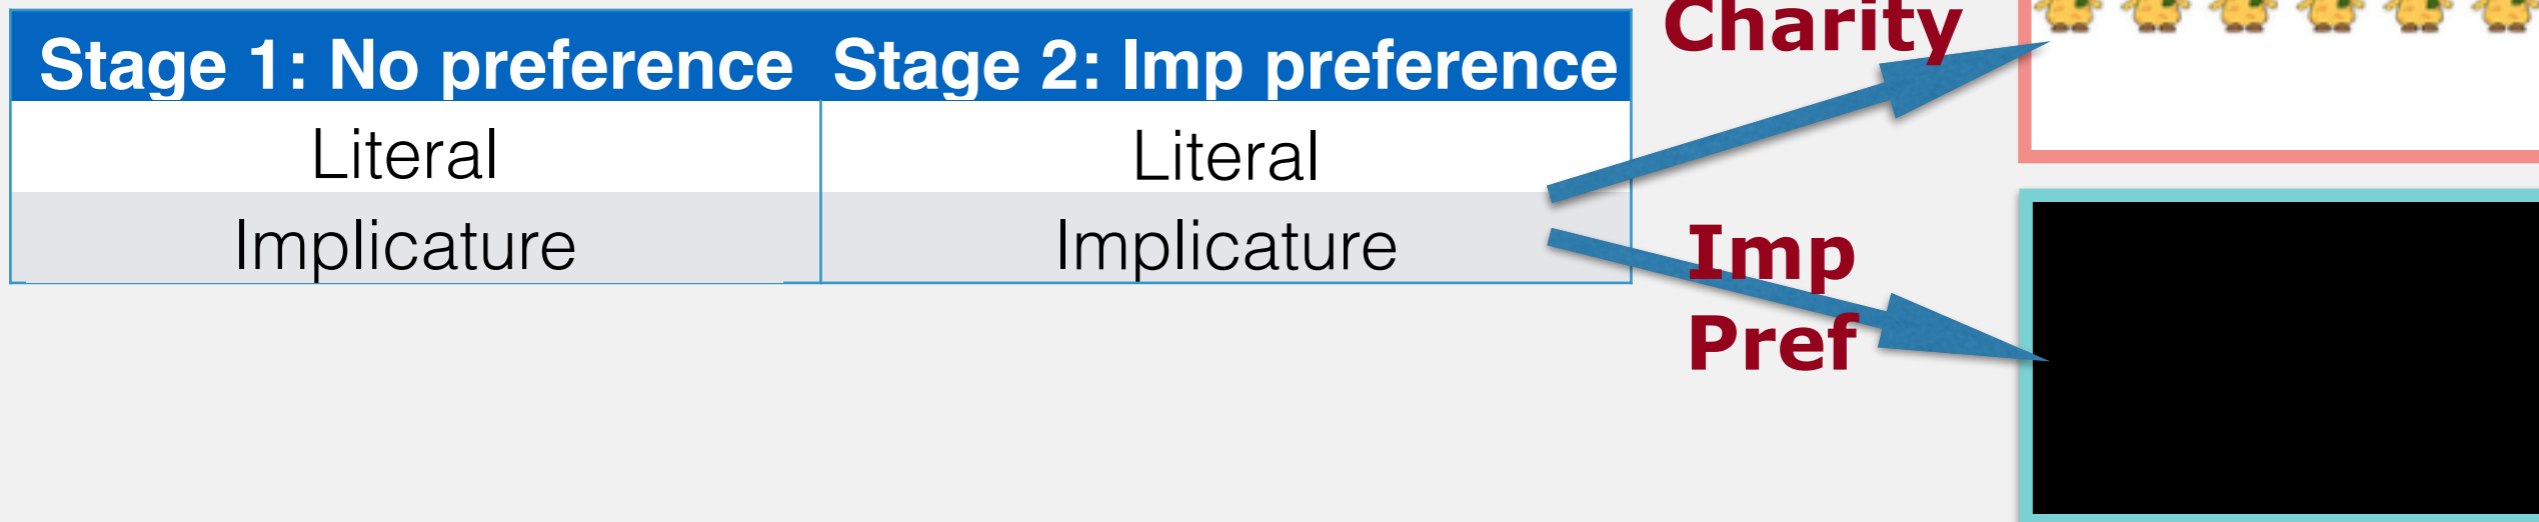 Stage 1: No preference Stage 2: Imp preference
Literal Literal
Implicature Implicature
Charity
Imp
Pref